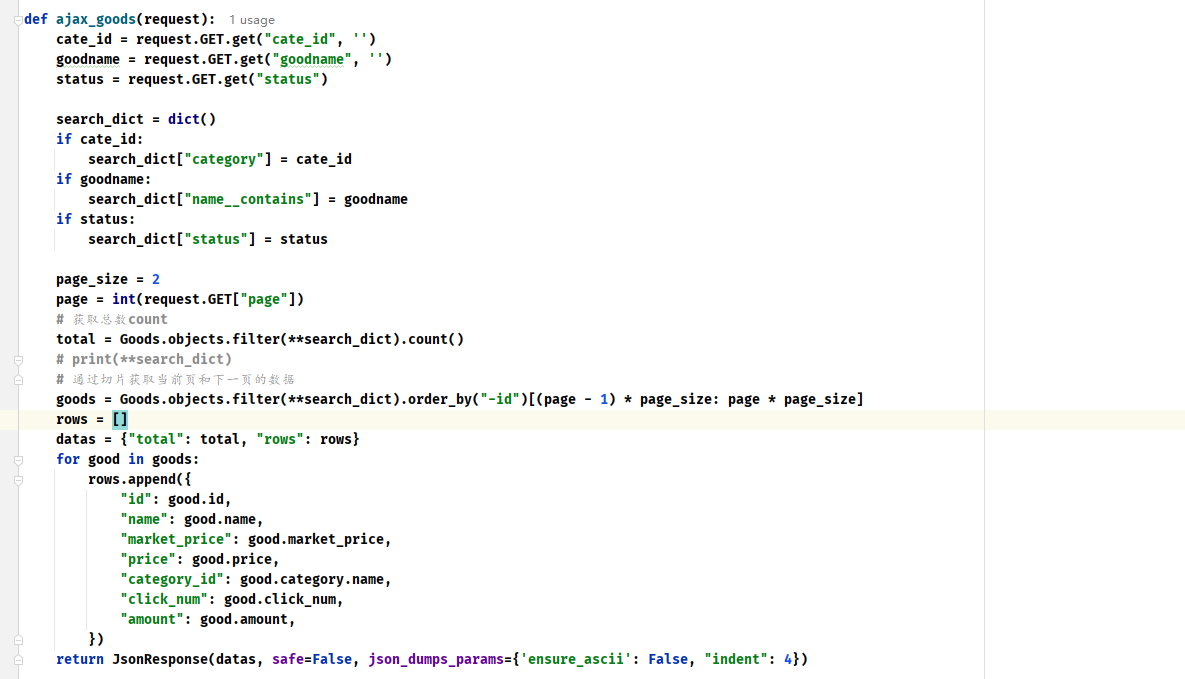 def ajax_goods(request):  1 usage
    cate_id = request.GET.get("cate_id", '')
    goodname = request.GET.get("goodname", '')
    status = request.GET.get("status")

    search_dict = dict()
    if cate_id:
        search_dict["category"] = cate_id
    if goodname:
        search_dict["name__contains"] = goodname
    if status:
        search_dict["status"] = status

    page_size = 2
    page = int(request.GET["page"])
    # 获取总数count
    total = Goods.objects.filter(**search_dict).count()
    # print(**search_dict)
    # 通过切片获取当前页和下一页的数据
    goods = Goods.objects.filter(**search_dict).order_by("-id")[(page - 1) * page_size: page * page_size]
    rows = []
    datas = {"total": total, "rows": rows}
    for good in goods:
        rows.append({
            "id": good.id,
            "name": good.name,
            "market_price": good.market_price,
            "price": good.price,
            "category_id": good.category.name,
            "click_num": good.click_num,
            "amount": good.amount,
        })
    return JsonResponse(datas, safe=False, json_dumps_params={'ensure_ascii': False, "indent": 4})